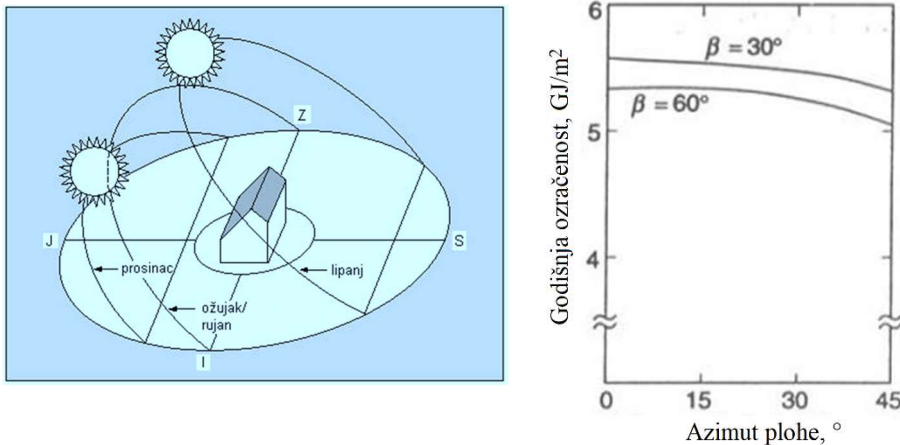 Z
J
S
prosinac
lipanj
ožujak/
rujan
I
Godišnja ozračenost, GJ/m²
6
5
4
β = 30°
β = 60°
0 15 30 45
Azimut plohe, °